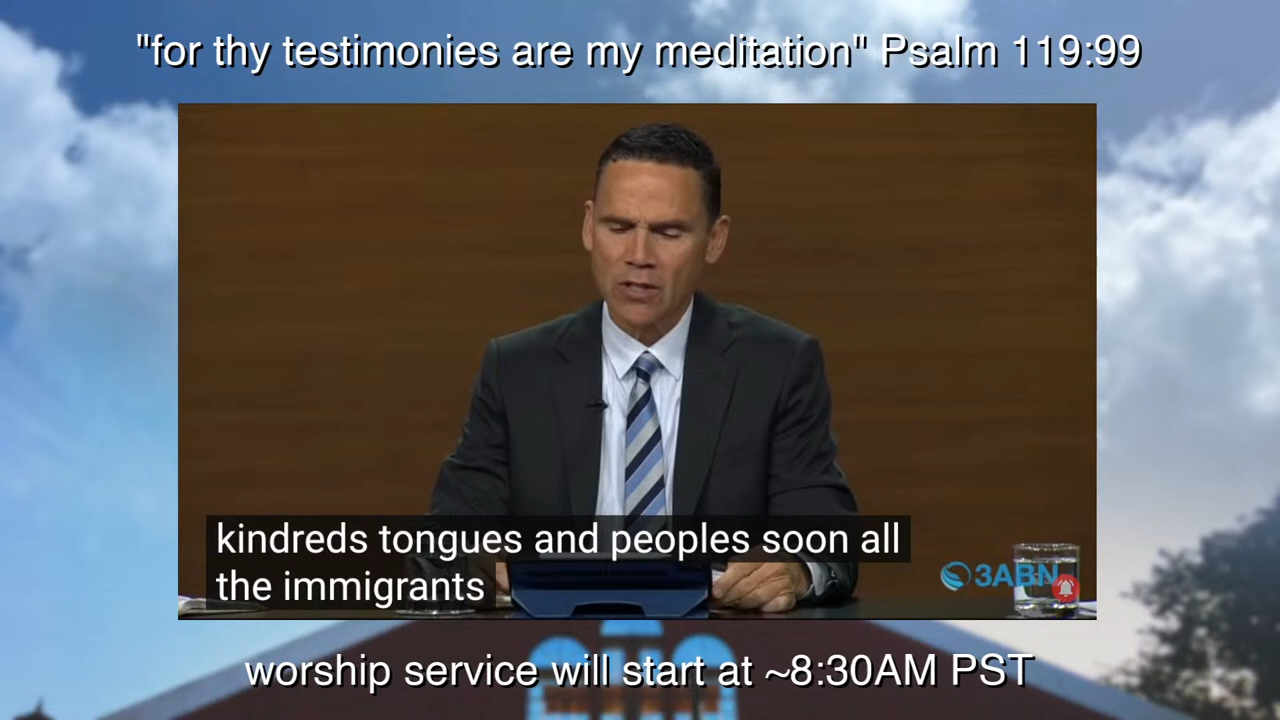 "for thy testimonies are my meditation" Psalm 119:99
kindreds tongues and peoples soon all
the immigrants
3ABN
worship service will start at ~8:30AM PST